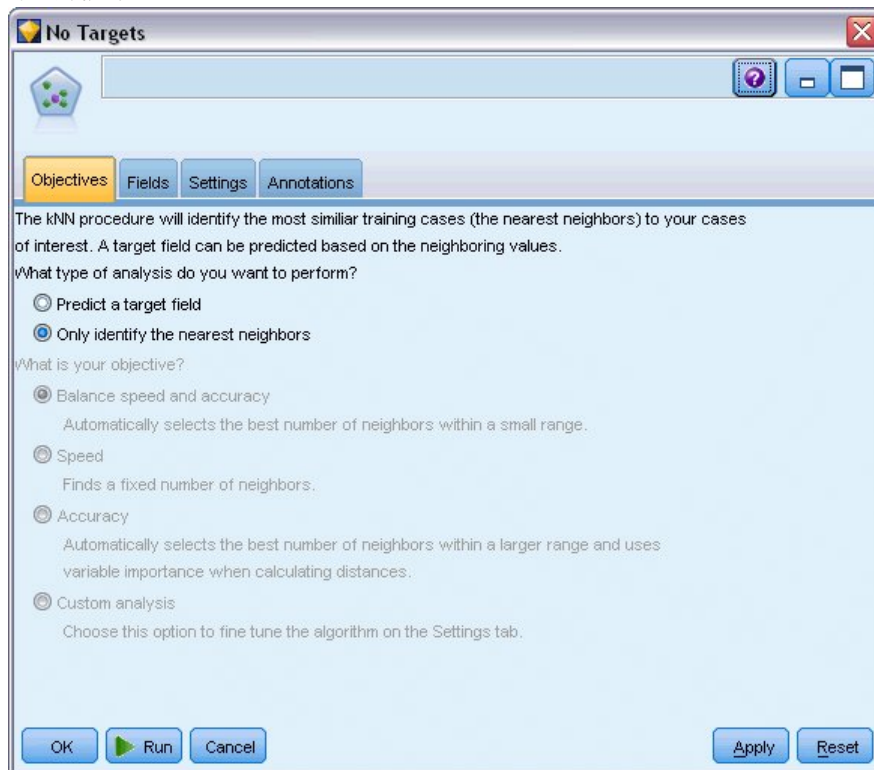 No Targets
Objectives Fields Settings Annotations
The kNN procedure will identify the most similiar training cases (the nearest neighbors) to your cases
of interest. A target field can be predicted based on the neighboring values.
What type of analysis do you want to perform?
Predict a target field
Only identify the nearest neighbors
What is your objective?
Balance speed and accuracy
Automatically selects the best number of neighbors within a small range.
Speed
Finds a fixed number of neighbors.
Accuracy
Automatically selects the best number of neighbors within a larger range and uses
variable importance when calculating distances.
Custom analysis
Choose this option to fine tune the algorithm on the Settings tab.
OK Run Cancel Apply Reset